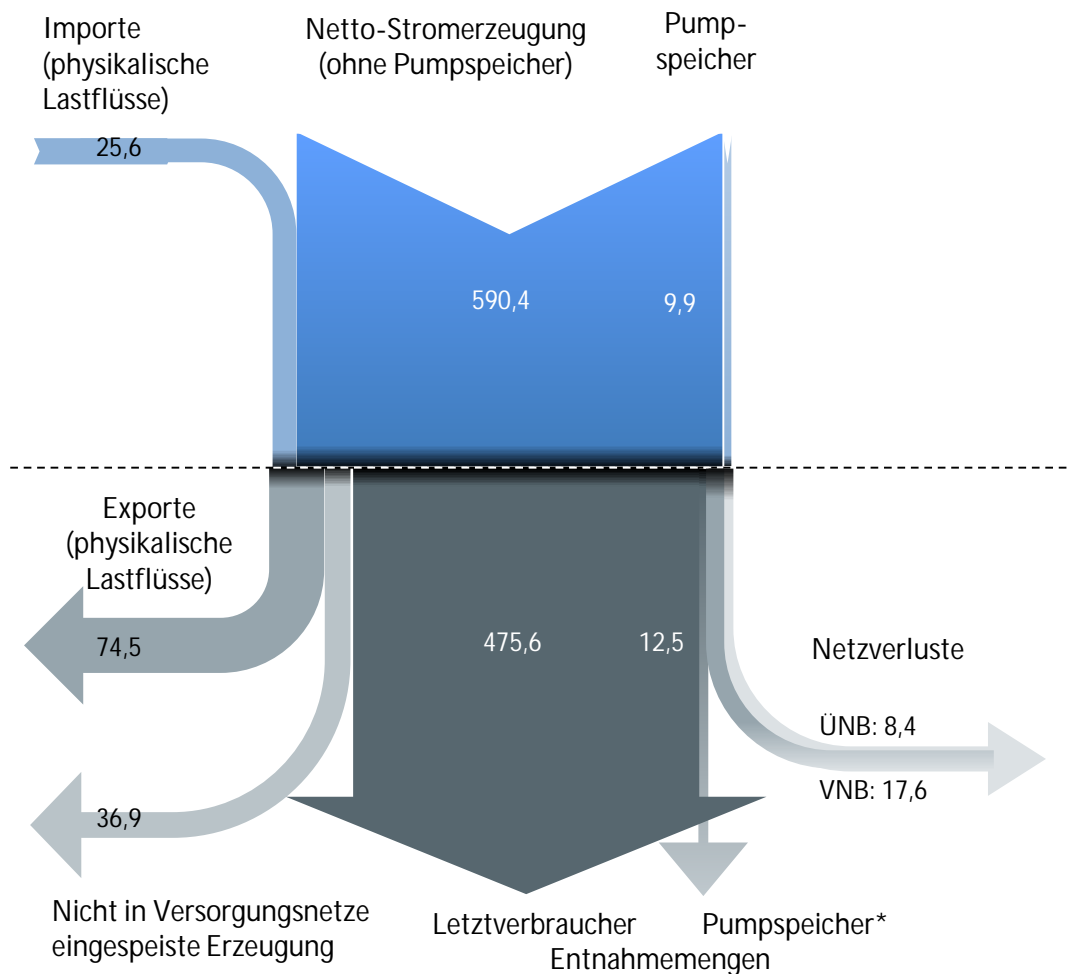 Importe
(physikalische
Lastflüsse)
25,6
Netto-Stromerzeugung
(ohne Pumpspeicher)
Pump-
speicher
590,4
9,9
Exporte
(physikalische
Lastflüsse)
74,5
475,6
12,5
Netzverluste
ÜNB: 8,4
VNB: 17,6
36,9
Nicht in Versorgungsnetze
eingespeiste Erzeugung
Letztverbraucher
Pumpspeicher*
Entnahmemengen